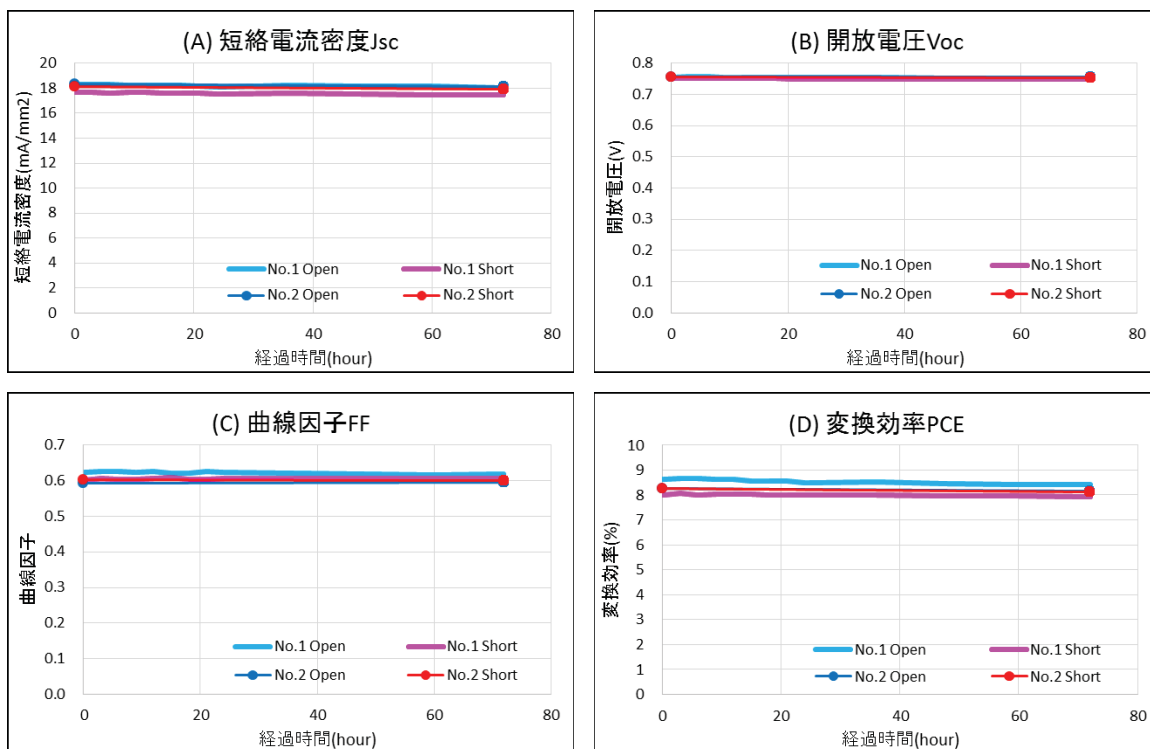 (A) 短絡電流密度Jsc
短絡電流密度(mA/mm2)
20
18
16
14
12
10
8
6
4
2
0
No.1 Open
No.1 Short
No.2 Open
No.2 Short
0 20 40 60 80
経過時間(hour)
(B) 開放電圧Voc
開放電圧(V)
0.8
0.7
0.6
0.5
0.4
0.3
0.2
0.1
0.0
No.1 Open
No.1 Short
No.2 Open
No.2 Short
0 20 40 60 80
経過時間(hour)
(C) 曲線因子FF
曲線因子
0.7
0.6
0.5
0.4
0.3
0.2
0.1
0.0
No.1 Open
No.1 Short
No.2 Open
No.2 Short
0 20 40 60 80
経過時間(hour)
(D) 変換効率PCE
変換効率(%)
10
9
8
7
6
5
4
3
2
1
0
No.1 Open
No.1 Short
No.2 Open
No.2 Short
0 20 40 60 80
経過時間(hour)